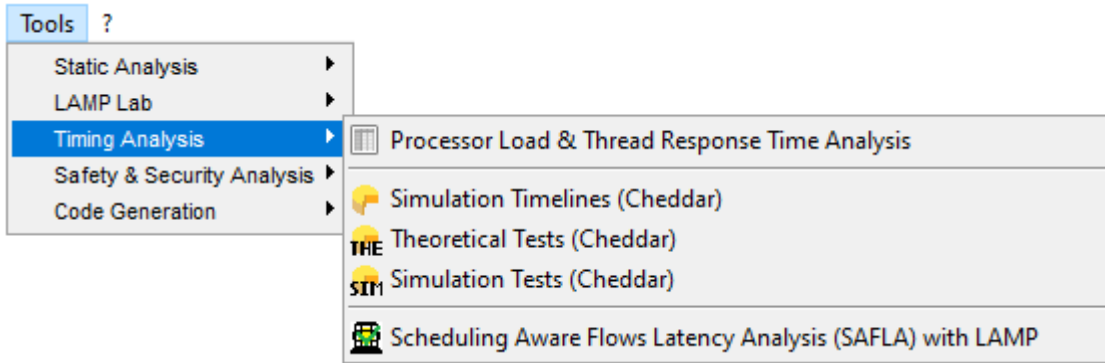 Tools ?
Static Analysis
LAMP Lab
Timing Analysis
Safety & Security Analysis
Code Generation
Processor Load & Thread Response Time Analysis
Simulation Timelines (Cheddar)
THE Theoretical Tests (Cheddar)
SIM Simulation Tests (Cheddar)
Scheduling Aware Flows Latency Analysis (SAFLA) with LAMP